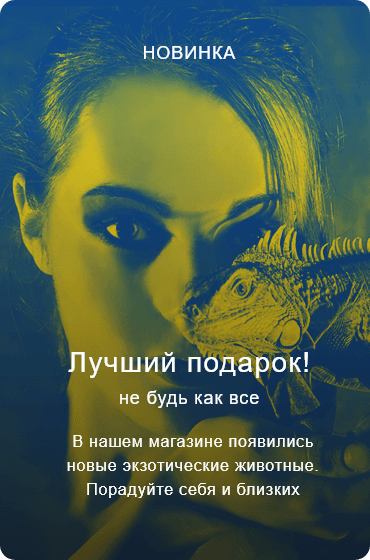 НОВИНКА
Лучший подарок!
не будь как все
В нашем магазине появились
новые экзотические животные.
Порадуйте себя и близких